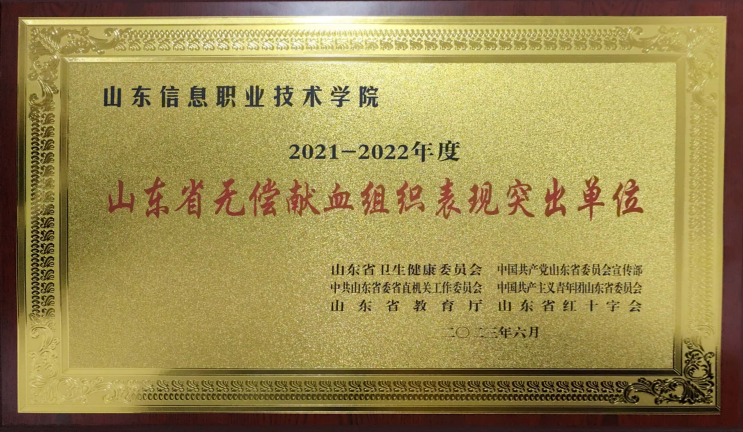 山东信息职业技术学院
2021-2022年度
山东省无偿献血组织表现突出单位
山东省卫生健康委员会 中国共产党山东省委员会宣传部
中共山东省委省直机关工作委员会 中国共产主义青年团山东省委员会
山东省教育厅 山东省红十字会
二〇二三年六月